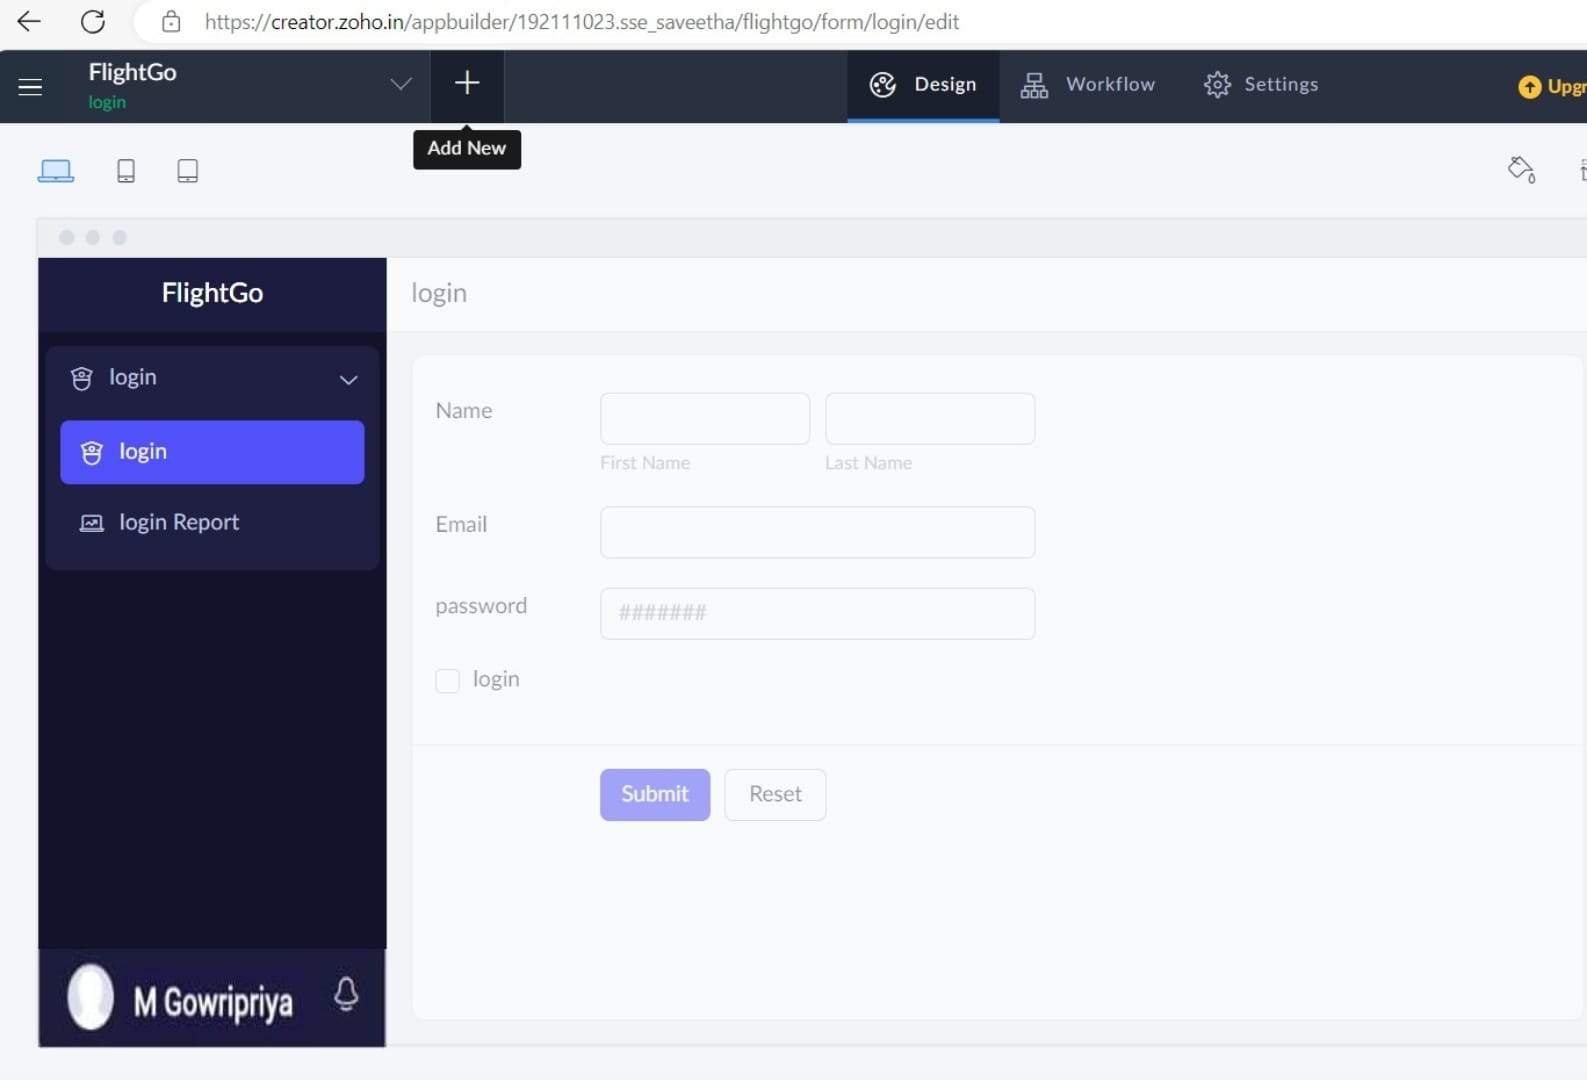 https://creator.zoho.in/appbuilder/192111023.sse_saveetha/flightgo/form/login/edit
FlightGo
login
Design
Workflow
Settings
Add New
FlightGo
login
login
login
login Report
Name
First Name
Last Name
Email
password
#######
login
Submit
Reset
M Gowripriya